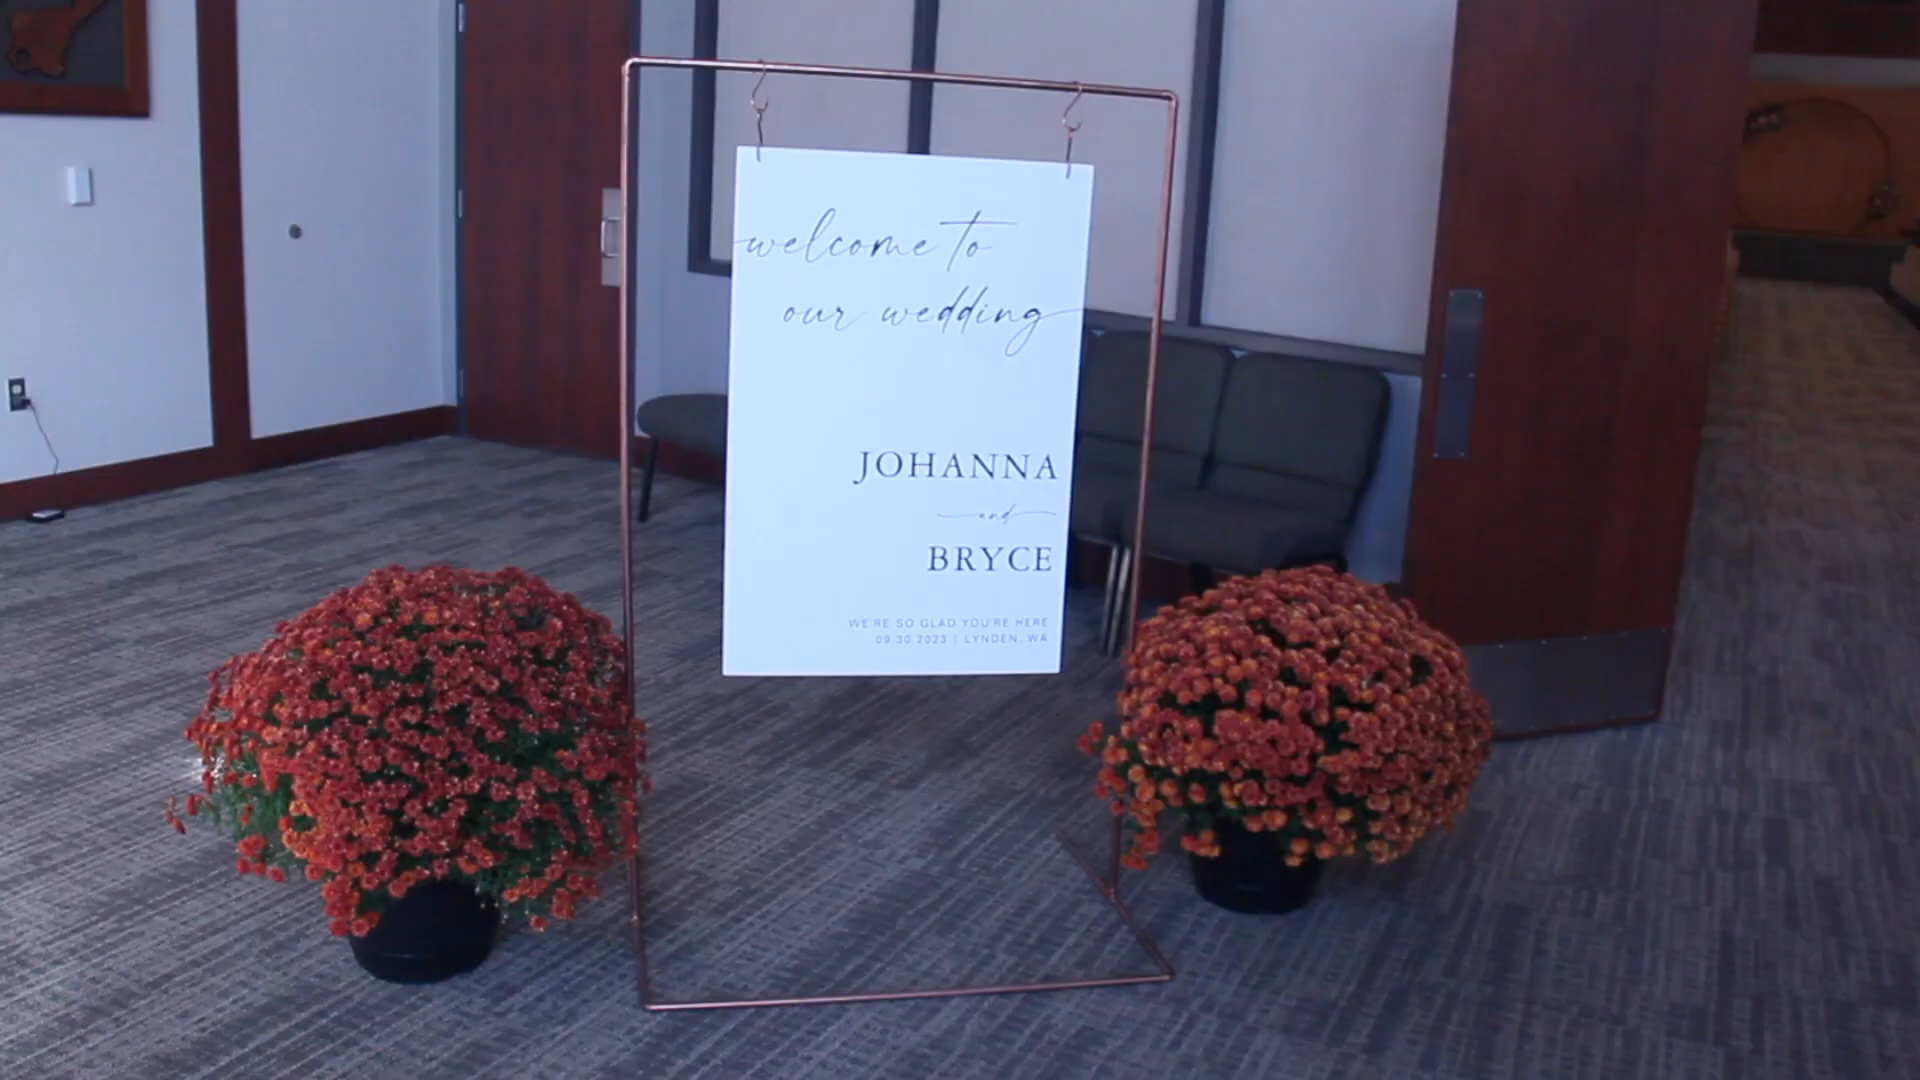 welcome to
our wedding
JOHANNA
and
BRYCE
WE'RE SO GLAD YOU'RE HERE
09.30.2023 | LYNDEN, WA